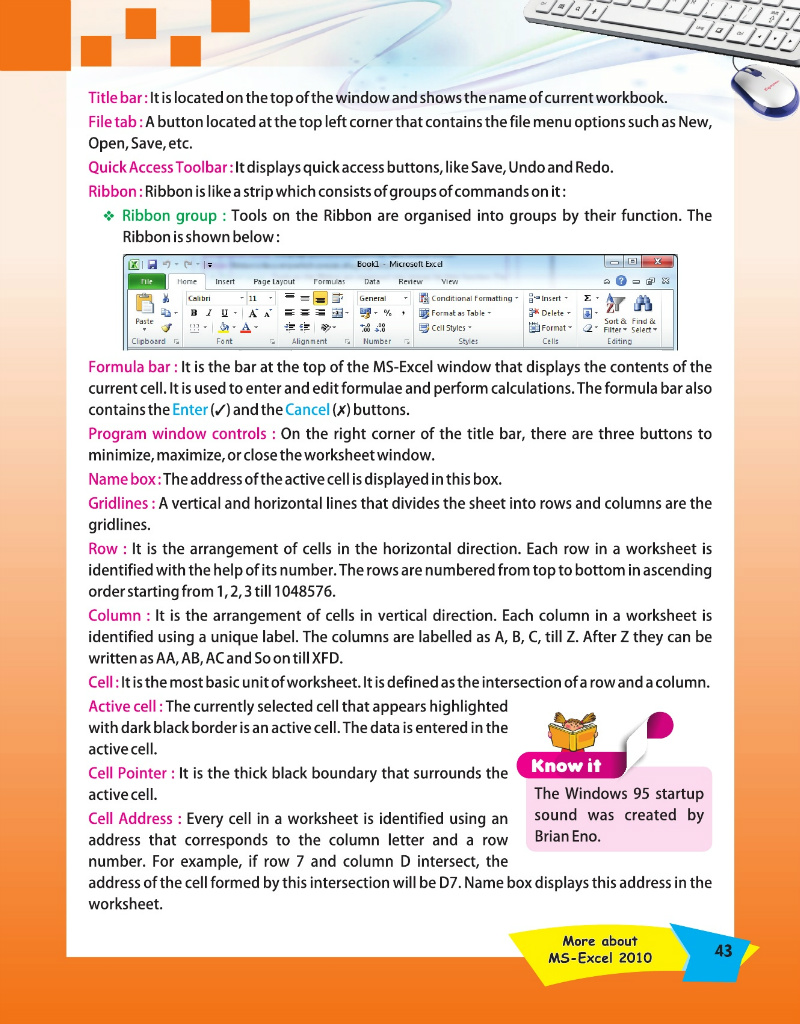 Title bar : It is located on the top of the window and shows the name of current workbook.
File tab : A button located at the top left corner that contains the file menu options such as New,
Open, Save, etc.
Quick Access Toolbar : It displays quick access buttons, like Save, Undo and Redo.
Ribbon : Ribbon is like a strip which consists of groups of commands on it :
❖ Ribbon group : Tools on the Ribbon are organised into groups by their function. The
Ribbon is shown below :
Book1 - Microsoft Excel
File Home Insert Page Layout Formulas Data Review View
Calibri 11 General Conditional Formatting Insert Σ
Paste B I U A A % , Format as Table Delete Sort & Find &
A Cell Styles Format Filter Select
Clipboard Font Alignment Number Styles Cells Editing
Formula bar : It is the bar at the top of the MS-Excel window that displays the contents of the
current cell. It is used to enter and edit formulae and perform calculations. The formula bar also
contains the Enter (✓) and the Cancel (✗) buttons.
Program window controls : On the right corner of the title bar, there are three buttons to
minimize, maximize, or close the worksheet window.
Name box : The address of the active cell is displayed in this box.
Gridlines : A vertical and horizontal lines that divides the sheet into rows and columns are the
gridlines.
Row : It is the arrangement of cells in the horizontal direction. Each row in a worksheet is
identified with the help of its number. The rows are numbered from top to bottom in ascending
order starting from 1, 2, 3 till 1048576.
Column : It is the arrangement of cells in vertical direction. Each column in a worksheet is
identified using a unique label. The columns are labelled as A, B, C, till Z. After Z they can be
written as AA, AB, AC and So on till XFD.
Cell : It is the most basic unit of worksheet. It is defined as the intersection of a row and a column.
Active cell : The currently selected cell that appears highlighted
with dark black border is an active cell. The data is entered in the
active cell.
Cell Pointer : It is the thick black boundary that surrounds the
active cell.
Cell Address : Every cell in a worksheet is identified using an
address that corresponds to the column letter and a row
number. For example, if row 7 and column D intersect, the
address of the cell formed by this intersection will be D7. Name box displays this address in the
worksheet.
Know it
The Windows 95 startup
sound was created by
Brian Eno.
More about
MS-Excel 2010
43